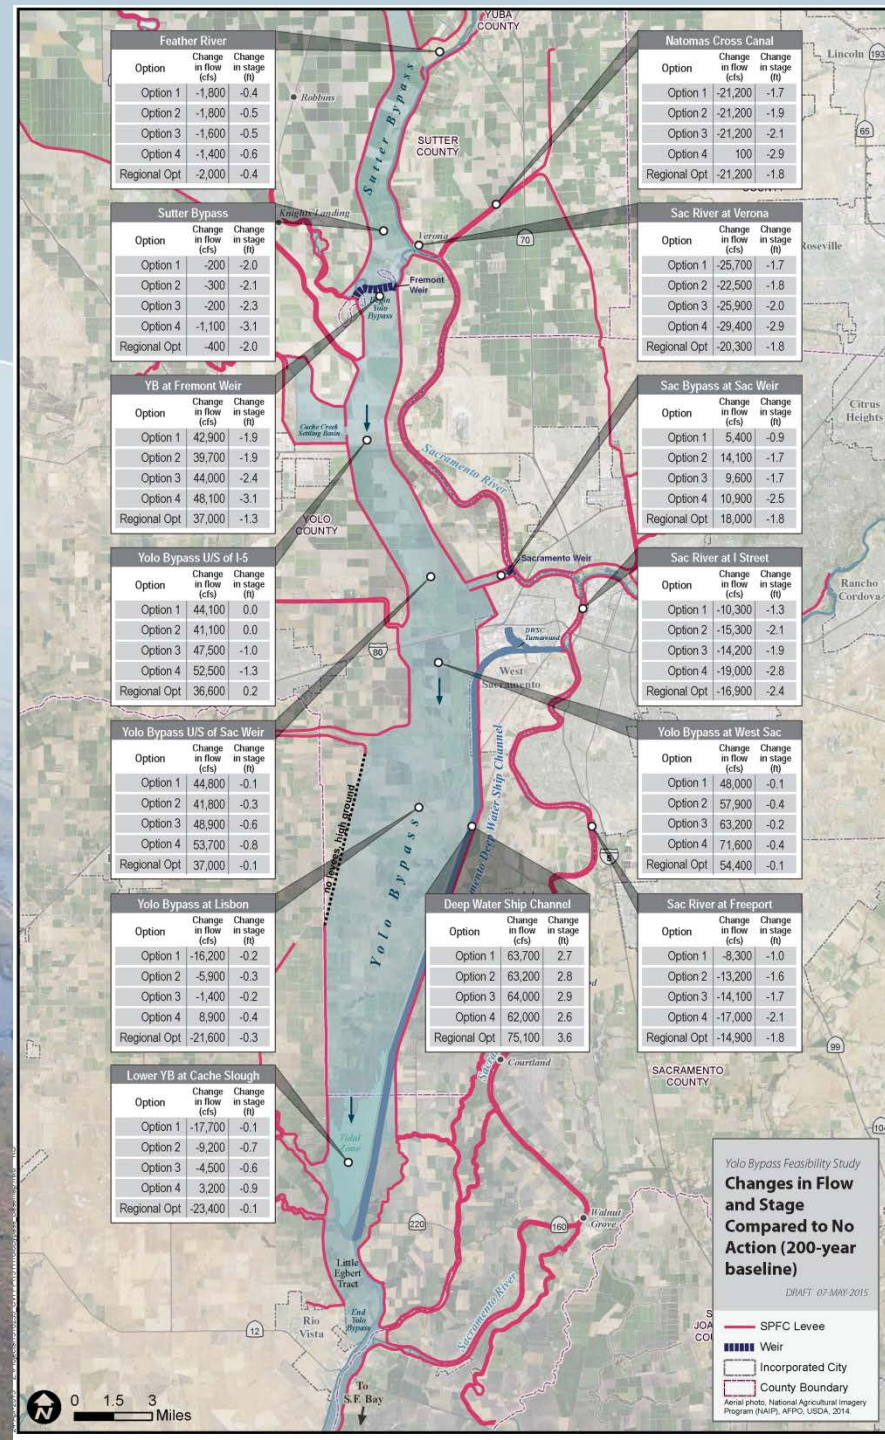 YUBA
COUNTY
Feather River
Option Change in flow (cfs) Change in stage (ft)
Option 1 -1,800 -0.4
Option 2 -1,800 -0.5
Option 3 -1,600 -0.5
Option 4 -1,400 -0.6
Regional Opt -2,000 -0.4
Natomas Cross Canal
Option Change in flow (cfs) Change in stage (ft)
Option 1 -21,200 -1.7
Option 2 -21,200 -1.9
Option 3 -21,200 -2.1
Option 4 100 -2.9
Regional Opt -21,200 -1.8
Lincoln
193
65
Robbins
Sutter Bypass
SUTTER
COUNTY
Sutter Bypass
Option Change in flow (cfs) Change in stage (ft)
Option 1 -200 -2.0
Option 2 -300 -2.1
Option 3 -200 -2.3
Option 4 -1,100 -3.1
Regional Opt -400 -2.0
Knights Landing
Verona
70
Sac River at Verona
Option Change in flow (cfs) Change in stage (ft)
Option 1 -25,700 -1.7
Option 2 -22,500 -1.8
Option 3 -25,900 -2.0
Option 4 -29,400 -2.9
Regional Opt -20,300 -1.8
Roseville
Fremont
Weir
Begin
Yolo
Bypass
YB at Fremont Weir
Option Change in flow (cfs) Change in stage (ft)
Option 1 42,900 -1.9
Option 2 39,700 -1.9
Option 3 44,000 -2.4
Option 4 48,100 -3.1
Regional Opt 37,000 -1.3
Sac Bypass at Sac Weir
Option Change in flow (cfs) Change in stage (ft)
Option 1 5,400 -0.9
Option 2 14,100 -1.7
Option 3 9,600 -1.7
Option 4 10,900 -2.5
Regional Opt 18,000 -1.8
Citrus
Heights
Cache Creek
Settling Basin
Sacramento River
YOLO
COUNTY
Yolo Bypass U/S of I-5
Option Change in flow (cfs) Change in stage (ft)
Option 1 44,100 0.0
Option 2 41,100 0.0
Option 3 47,500 -1.0
Option 4 52,500 -1.3
Regional Opt 36,600 0.2
Sacramento Weir
Sac River at I Street
Option Change in flow (cfs) Change in stage (ft)
Option 1 -10,300 -1.3
Option 2 -15,300 -2.1
Option 3 -14,200 -1.9
Option 4 -19,000 -2.8
Regional Opt -16,900 -2.4
Rancho
Cordova
DWSC
Turnaround
80
West
Sacramento
Yolo Bypass U/S of Sac Weir
Option Change in flow (cfs) Change in stage (ft)
Option 1 44,800 -0.1
Option 2 41,800 -0.3
Option 3 48,900 -0.6
Option 4 53,700 -0.8
Regional Opt 37,000 -0.1
Yolo Bypass at West Sac
Option Change in flow (cfs) Change in stage (ft)
Option 1 48,000 -0.1
Option 2 57,900 -0.4
Option 3 63,200 -0.2
Option 4 71,600 -0.4
Regional Opt 54,400 -0.1
no levees, high ground
Yolo Bypass
Deep Water Ship Channel
5
Yolo Bypass at Lisbon
Option Change in flow (cfs) Change in stage (ft)
Option 1 -16,200 -0.2
Option 2 -5,900 -0.3
Option 3 -1,400 -0.2
Option 4 8,900 -0.4
Regional Opt -21,600 -0.3
Deep Water Ship Channel
Option Change in flow (cfs) Change in stage (ft)
Option 1 63,700 2.7
Option 2 63,200 2.8
Option 3 64,000 2.9
Option 4 62,000 2.6
Regional Opt 75,100 3.6
Sac River at Freeport
Option Change in flow (cfs) Change in stage (ft)
Option 1 -8,300 -1.0
Option 2 -13,200 -1.6
Option 3 -14,100 -1.7
Option 4 -17,000 -2.1
Regional Opt -14,900 -1.8
99
Courtland
SACRAMENTO
COUNTY
104
Lower YB at Cache Slough
Option Change in flow (cfs) Change in stage (ft)
Option 1 -17,700 -0.1
Option 2 -9,200 -0.7
Option 3 -4,500 -0.6
Option 4 3,200 -0.9
Regional Opt -23,400 -0.1
Tidal
Zone
220
160
Walnut
Grove
Little
Egbert
Tract
Sacramento River
12
Rio
Vista
End
Yolo
Bypass
To
S.F. Bay
N
0 1.5 3
Miles
Yolo Bypass Feasibility Study
Changes in Flow
and Stage
Compared to No
Action (200-year
baseline)
DRAFT 07-MAY-2015
SPFC Levee
Weir
Incorporated City
County Boundary
Aerial photo, National Agricultural Imagery
Program (NAIP), AFPO, USDA, 2014.